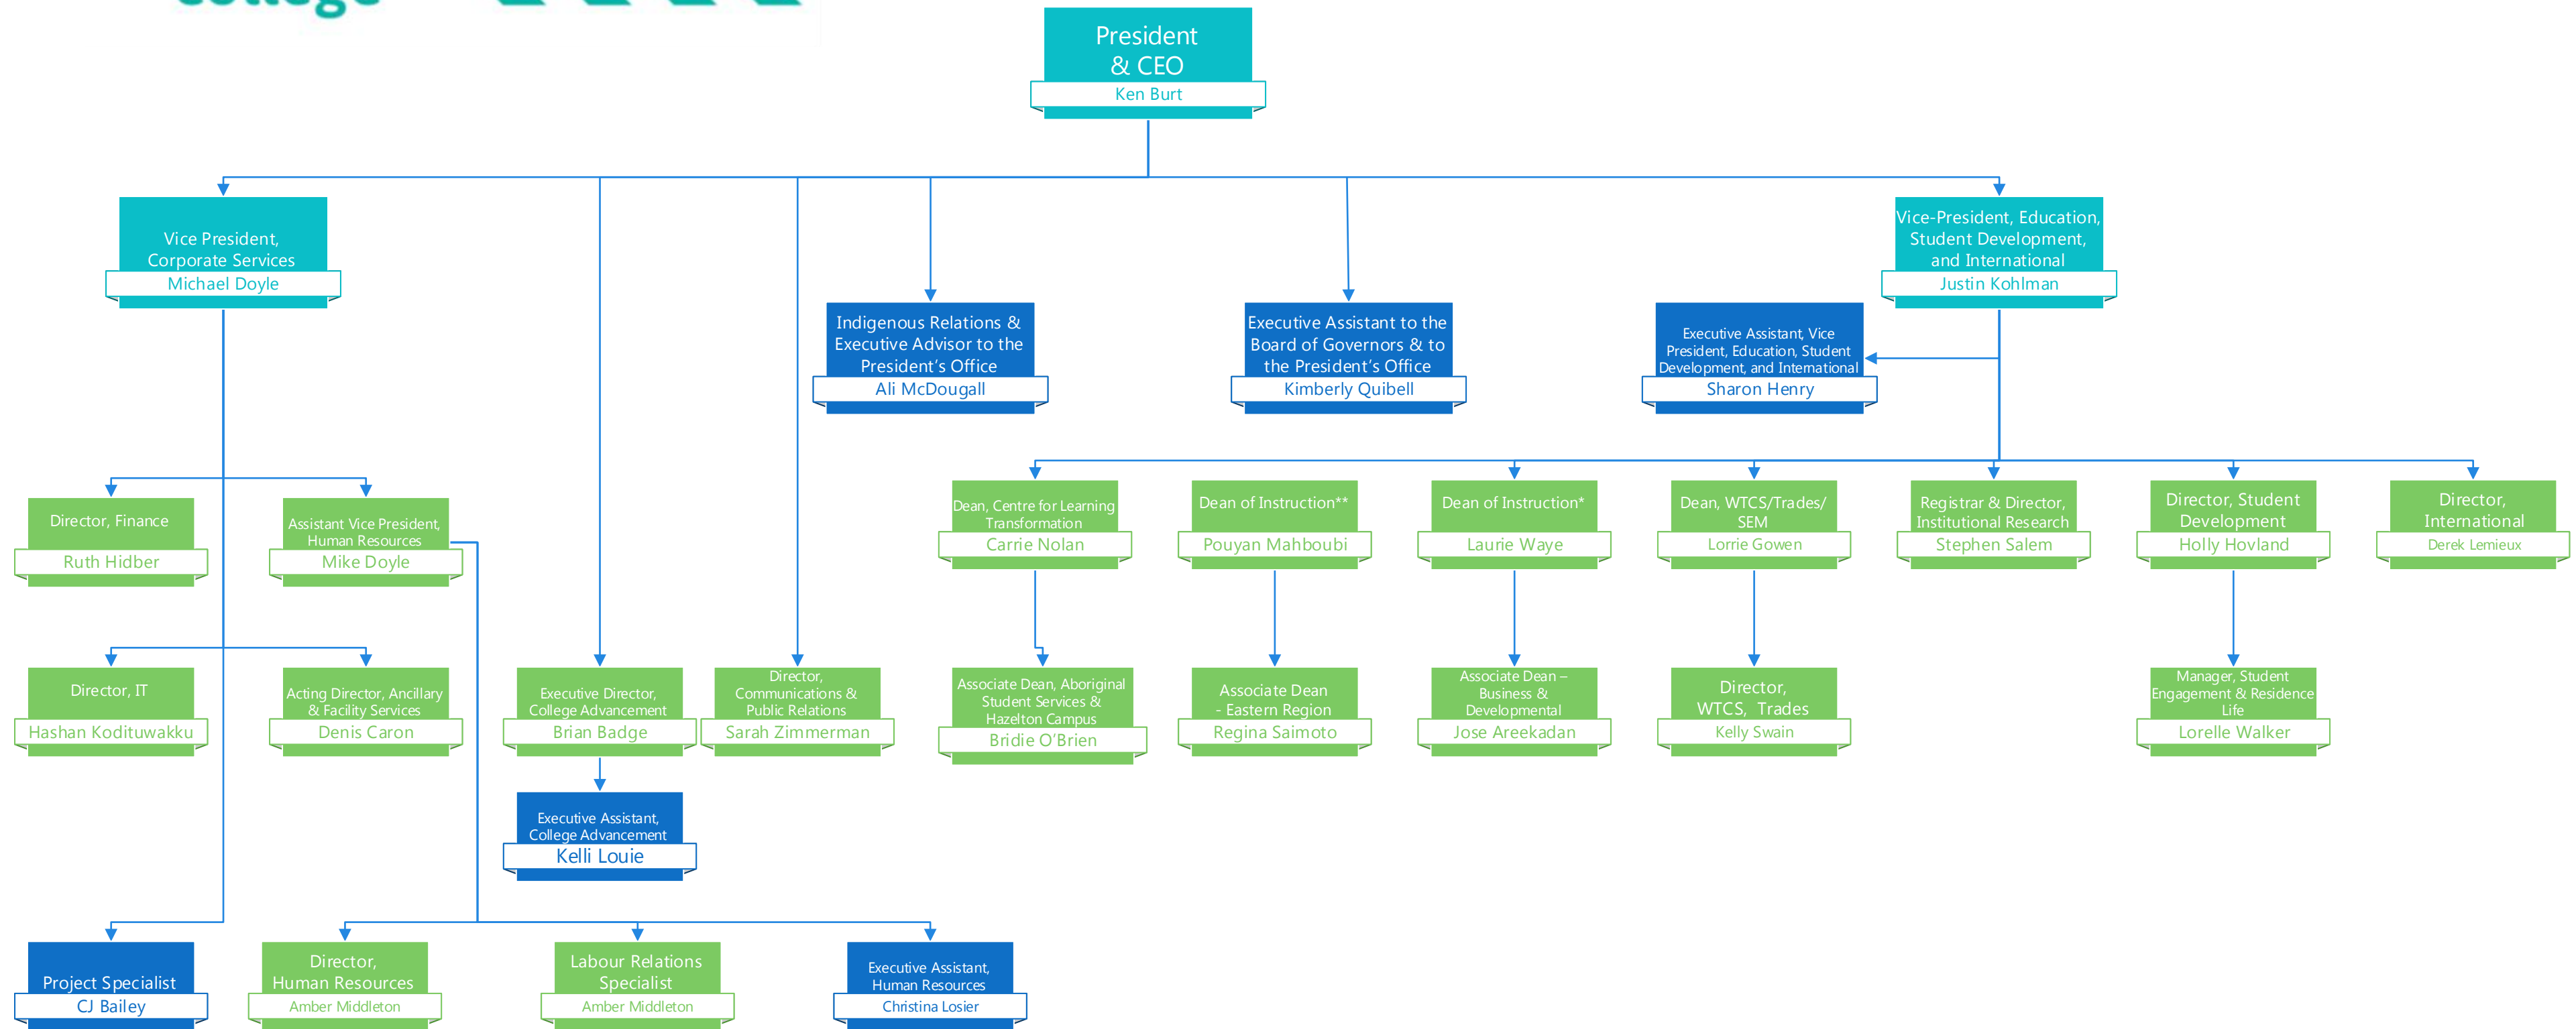 college
President
& CEO
Ken Burt
Vice President,
Corporate Services
Michael Doyle
Vice-President, Education,
Student Development,
and International
Justin Kohlman
Indigenous Relations &
Executive Advisor to the
President’s Office
Ali McDougall
Executive Assistant to the
Board of Governors & to
the President’s Office
Kimberly Quibell
Executive Assistant, Vice
President, Education, Student
Development, and International
Sharon Henry
Director, Finance
Ruth Hidber
Assistant Vice President,
Human Resources
Mike Doyle
Dean, Centre for Learning
Transformation
Carrie Nolan
Dean of Instruction**
Pouyan Mahboubi
Dean of Instruction*
Laurie Waye
Dean, WTCS/Trades/
SEM
Lorrie Gowen
Registrar & Director,
Institutional Research
Stephen Salem
Director, Student
Development
Holly Hovland
Director,
International
Derek Lemieux
Director, IT
Hashan Kodituwakku
Acting Director, Ancillary
& Facility Services
Denis Caron
Executive Director,
College Advancement
Brian Badge
Director,
Communications &
Public Relations
Sarah Zimmerman
Associate Dean, Aboriginal
Student Services &
Hazelton Campus
Bridie O’Brien
Associate Dean
- Eastern Region
Regina Saimoto
Associate Dean –
Business &
Developmental
Jose Areekadan
Director,
WTCS, Trades
Kelly Swain
Manager, Student
Engagement & Residence
Life
Lorelle Walker
Executive Assistant,
College Advancement
Kelli Louie
Project Specialist
CJ Bailey
Director,
Human Resources
Amber Middleton
Labour Relations
Specialist
Amber Middleton
Executive Assistant,
Human Resources
Christina Losier